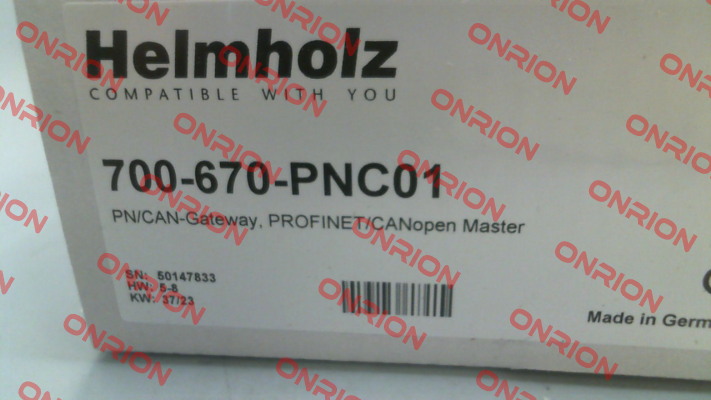 Helmholz
COMPATIBLE WITH YOU
700-670-PNC01
PN/CAN-Gateway, PROFINET/CANopen Master
SN: 50147833
HW: 5-8
KW: 37/23
Made in Germ
ONRION